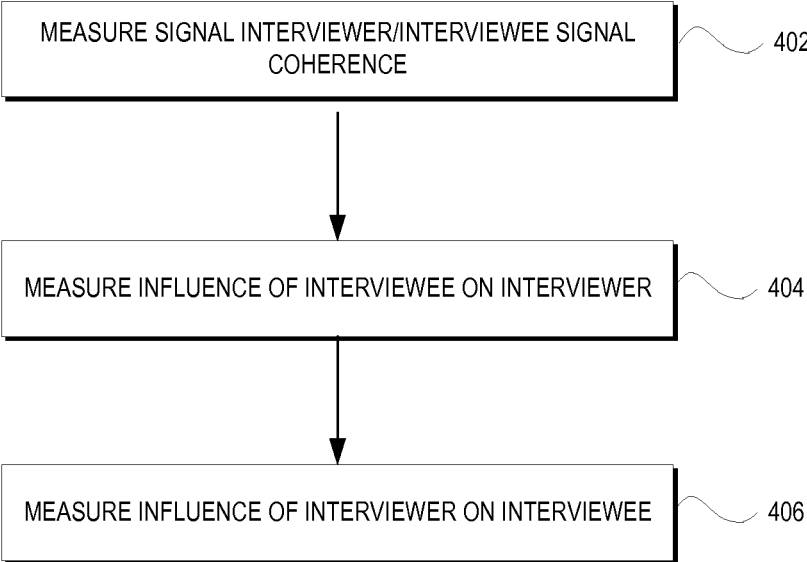 MEASURE SIGNAL INTERVIEWER/INTERVIEWEE SIGNAL
COHERENCE
402
MEASURE INFLUENCE OF INTERVIEWEE ON INTERVIEWER
404
MEASURE INFLUENCE OF INTERVIEWER ON INTERVIEWEE
406